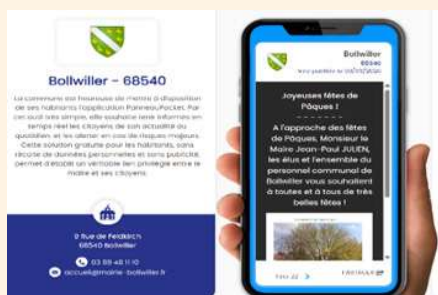 Bollwiller - 68540
La commune est heureuse de mettre à disposition
de ses habitants l'application PanneauPocket. Par
cet outil très simple, elle souhaite tenir informés en
temps réel les citoyens de son actualité au
quotidien et les alerter en cas de risques majeurs.
Cette solution gratuite pour les habitants, sans
récolte de données personnelles et sans publicité,
permet d'établir un véritable lien privilégié entre le
maire et ses citoyens.
9 Rue de Feldkirch
68540 Bollwiller
03 89 48 11 10
accueil@mairie-bollwiller.fr
Bollwiller
68540
Joyeuses fêtes de
Pâques !
A l'approche des fêtes
de Pâques, Monsieur le
Maire Jean-Paul JULIEN,
les élus et l'ensemble du
personnel communal de
Bollwiller vous souhaitent
à toutes et à tous de très
belles fêtes !